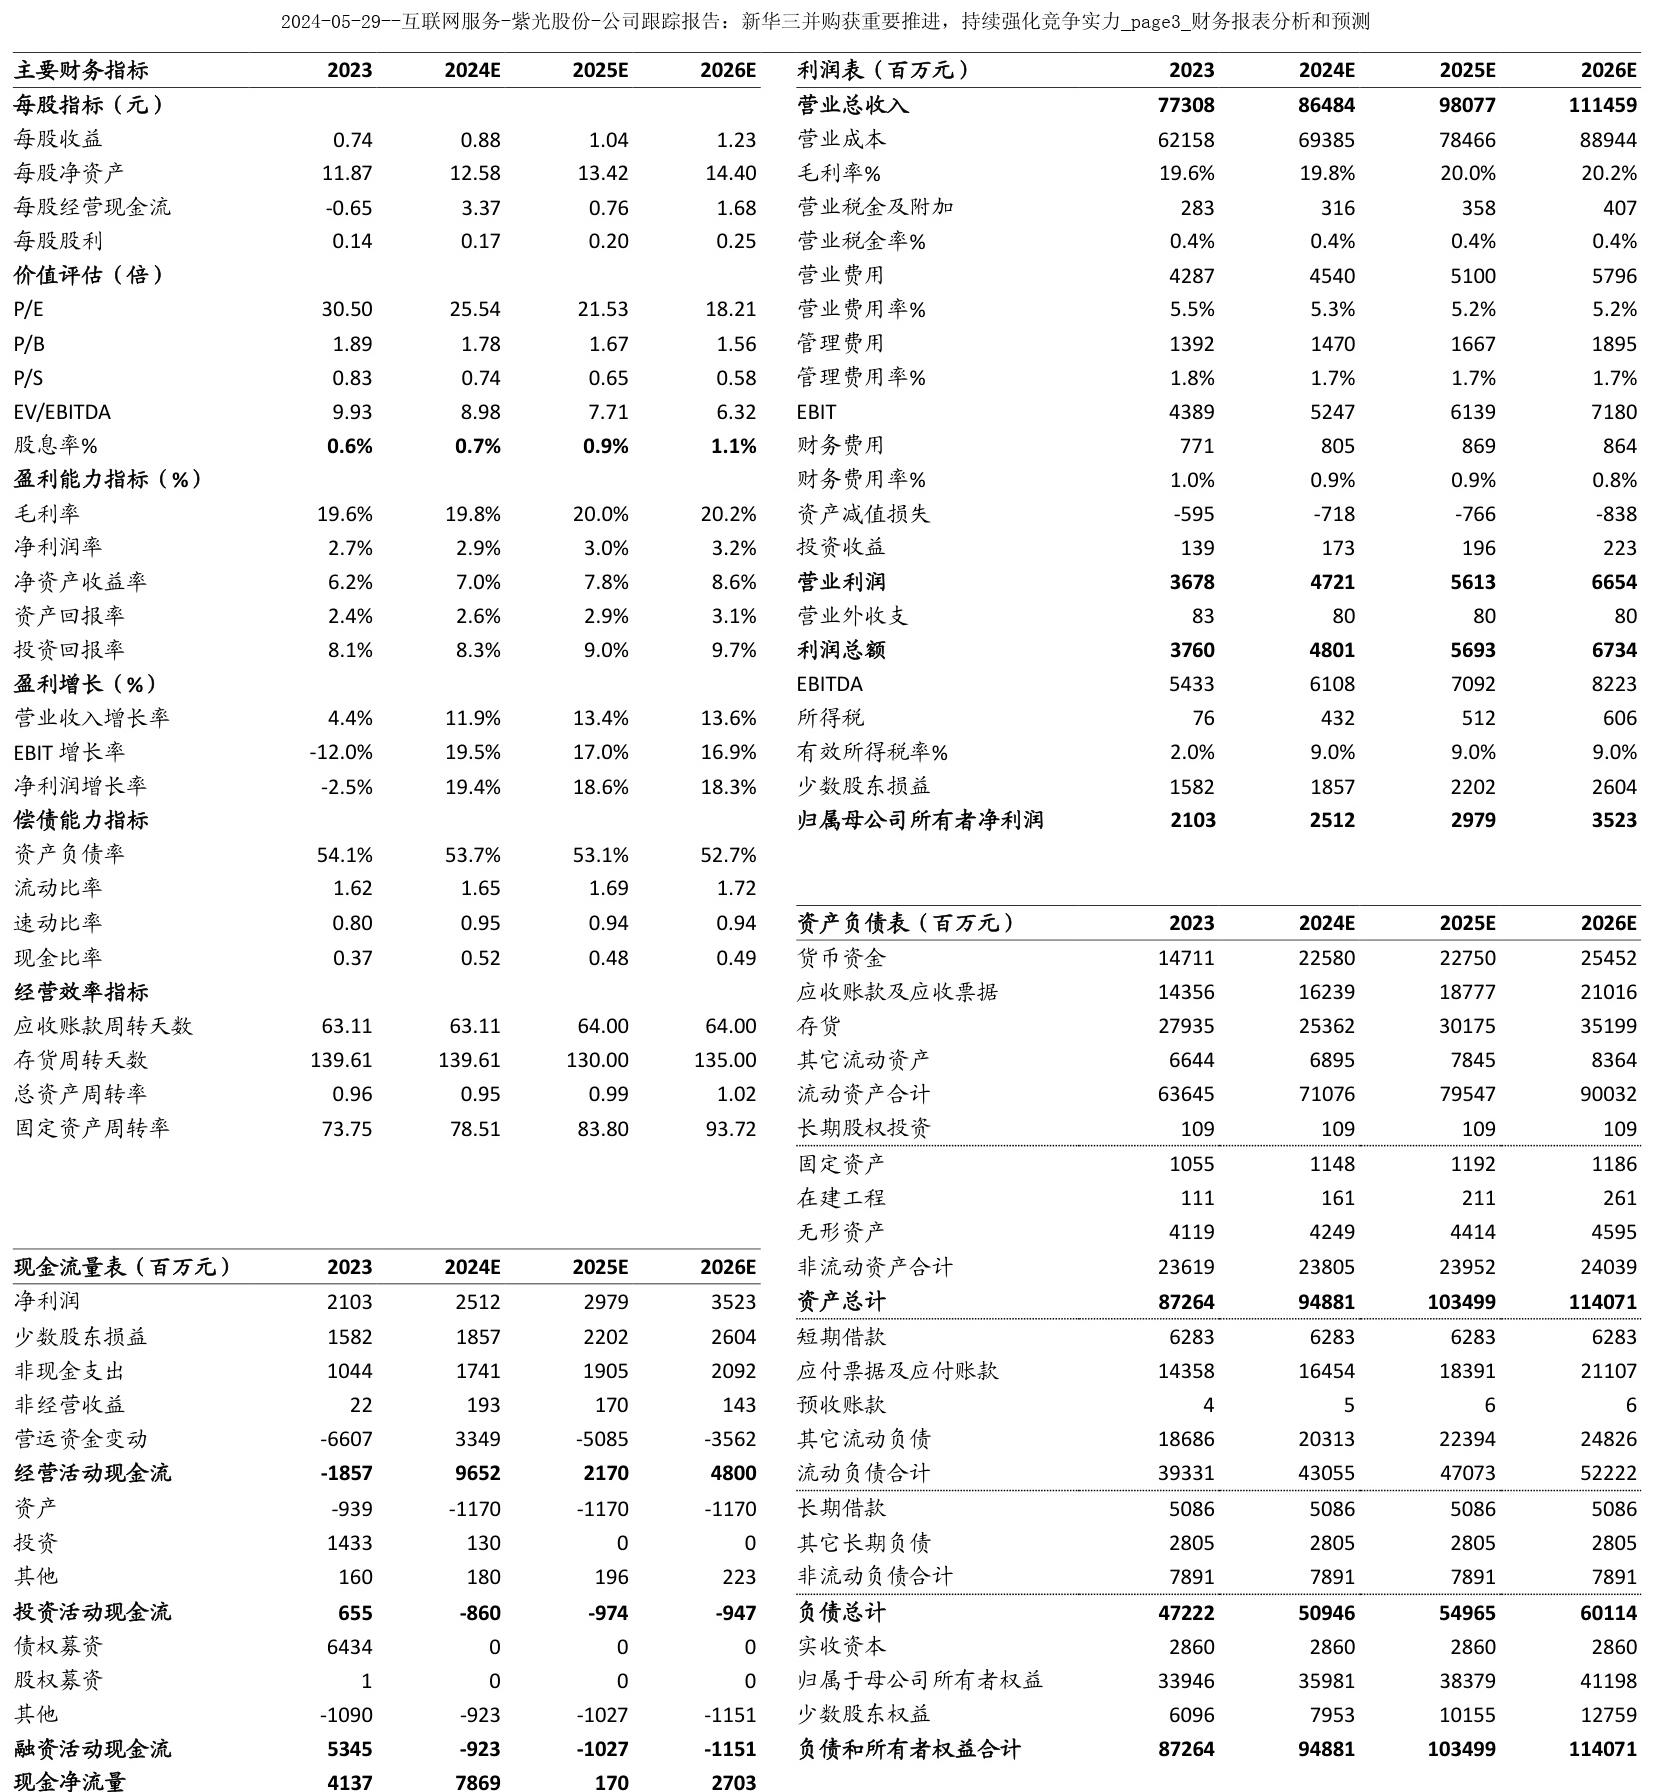 2024-05-29--互联网服务-紫光股份-公司跟踪报告：新华三并购获重要推进，持续强化竞争实力_page3_财务报表分析和预测
主要财务指标 2023 2024E 2025E 2026E
每股指标（元）
每股收益 0.74 0.88 1.04 1.23
每股净资产 11.87 12.58 13.42 14.40
每股经营现金流 -0.65 3.37 0.76 1.68
每股股利 0.14 0.17 0.20 0.25
价值评估（倍）
P/E 30.50 25.54 21.53 18.21
P/B 1.89 1.78 1.67 1.56
P/S 0.83 0.74 0.65 0.58
EV/EBITDA 9.93 8.98 7.71 6.32
股息率% 0.6% 0.7% 0.9% 1.1%
盈利能力指标（%）
毛利率 19.6% 19.8% 20.0% 20.2%
净利润率 2.7% 2.9% 3.0% 3.2%
净资产收益率 6.2% 7.0% 7.8% 8.6%
资产回报率 2.4% 2.6% 2.9% 3.1%
投资回报率 8.1% 8.3% 9.0% 9.7%
盈利增长（%）
营业收入增长率 4.4% 11.9% 13.4% 13.6%
EBIT 增长率 -12.0% 19.5% 17.0% 16.9%
净利润增长率 -2.5% 19.4% 18.6% 18.3%
偿债能力指标
资产负债率 54.1% 53.7% 53.1% 52.7%
流动比率 1.62 1.65 1.69 1.72
速动比率 0.80 0.95 0.94 0.94
现金比率 0.37 0.52 0.48 0.49
经营效率指标
应收账款周转天数 63.11 63.11 64.00 64.00
存货周转天数 139.61 139.61 130.00 135.00
总资产周转率 0.96 0.95 0.99 1.02
固定资产周转率 73.75 78.51 83.80 93.72
现金流量表（百万元） 2023 2024E 2025E 2026E
净利润 2103 2512 2979 3523
少数股东损益 1582 1857 2202 2604
非现金支出 1044 1741 1905 2092
非经营收益 22 193 170 143
营运资金变动 -6607 3349 -5085 -3562
经营活动现金流 -1857 9652 2170 4800
资产 -939 -1170 -1170 -1170
投资 1433 130 0 0
其他 160 180 196 223
投资活动现金流 655 -860 -974 -947
债权募资 6434 0 0 0
股权募资 1 0 0 0
其他 -1090 -923 -1027 -1151
融资活动现金流 5345 -923 -1027 -1151
现金净流量 4137 7869 170 2703
利润表（百万元） 2023 2024E 2025E 2026E
营业总收入 77308 86484 98077 111459
营业成本 62158 69385 78466 88944
毛利率% 19.6% 19.8% 20.0% 20.2%
营业税金及附加 283 316 358 407
营业税金率% 0.4% 0.4% 0.4% 0.4%
营业费用 4287 4540 5100 5796
营业费用率% 5.5% 5.3% 5.2% 5.2%
管理费用 1392 1470 1667 1895
管理费用率% 1.8% 1.7% 1.7% 1.7%
EBIT 4389 5247 6139 7180
财务费用 771 805 869 864
财务费用率% 1.0% 0.9% 0.9% 0.8%
资产减值损失 -595 -718 -766 -838
投资收益 139 173 196 223
营业利润 3678 4721 5613 6654
营业外收支 83 80 80 80
利润总额 3760 4801 5693 6734
EBITDA 5433 6108 7092 8223
所得税 76 432 512 606
有效所得税率% 2.0% 9.0% 9.0% 9.0%
少数股东损益 1582 1857 2202 2604
归属母公司所有者净利润 2103 2512 2979 3523
资产负债表（百万元） 2023 2024E 2025E 2026E
货币资金 14711 22580 22750 25452
应收账款及应收票据 14356 16239 18777 21016
存货 27935 25362 30175 35199
其它流动资产 6644 6895 7845 8364
流动资产合计 63645 71076 79547 90032
长期股权投资 109 109 109 109
固定资产 1055 1148 1192 1186
在建工程 111 161 211 261
无形资产 4119 4249 4414 4595
非流动资产合计 23619 23805 23952 24039
资产总计 87264 94881 103499 114071
短期借款 6283 6283 6283 6283
应付票据及应付账款 14358 16454 18391 21107
预收账款 4 5 6 6
其它流动负债 18686 20313 22394 24826
流动负债合计 39331 43055 47073 52222
长期借款 5086 5086 5086 5086
其它长期负债 2805 2805 2805 2805
非流动负债合计 7891 7891 7891 7891
负债总计 47222 50946 54965 60114
实收资本 2860 2860 2860 2860
归属于母公司所有者权益 33946 35981 38379 41198
少数股东权益 6096 7953 10155 12759
负债和所有者权益合计 87264 94881 103499 114071